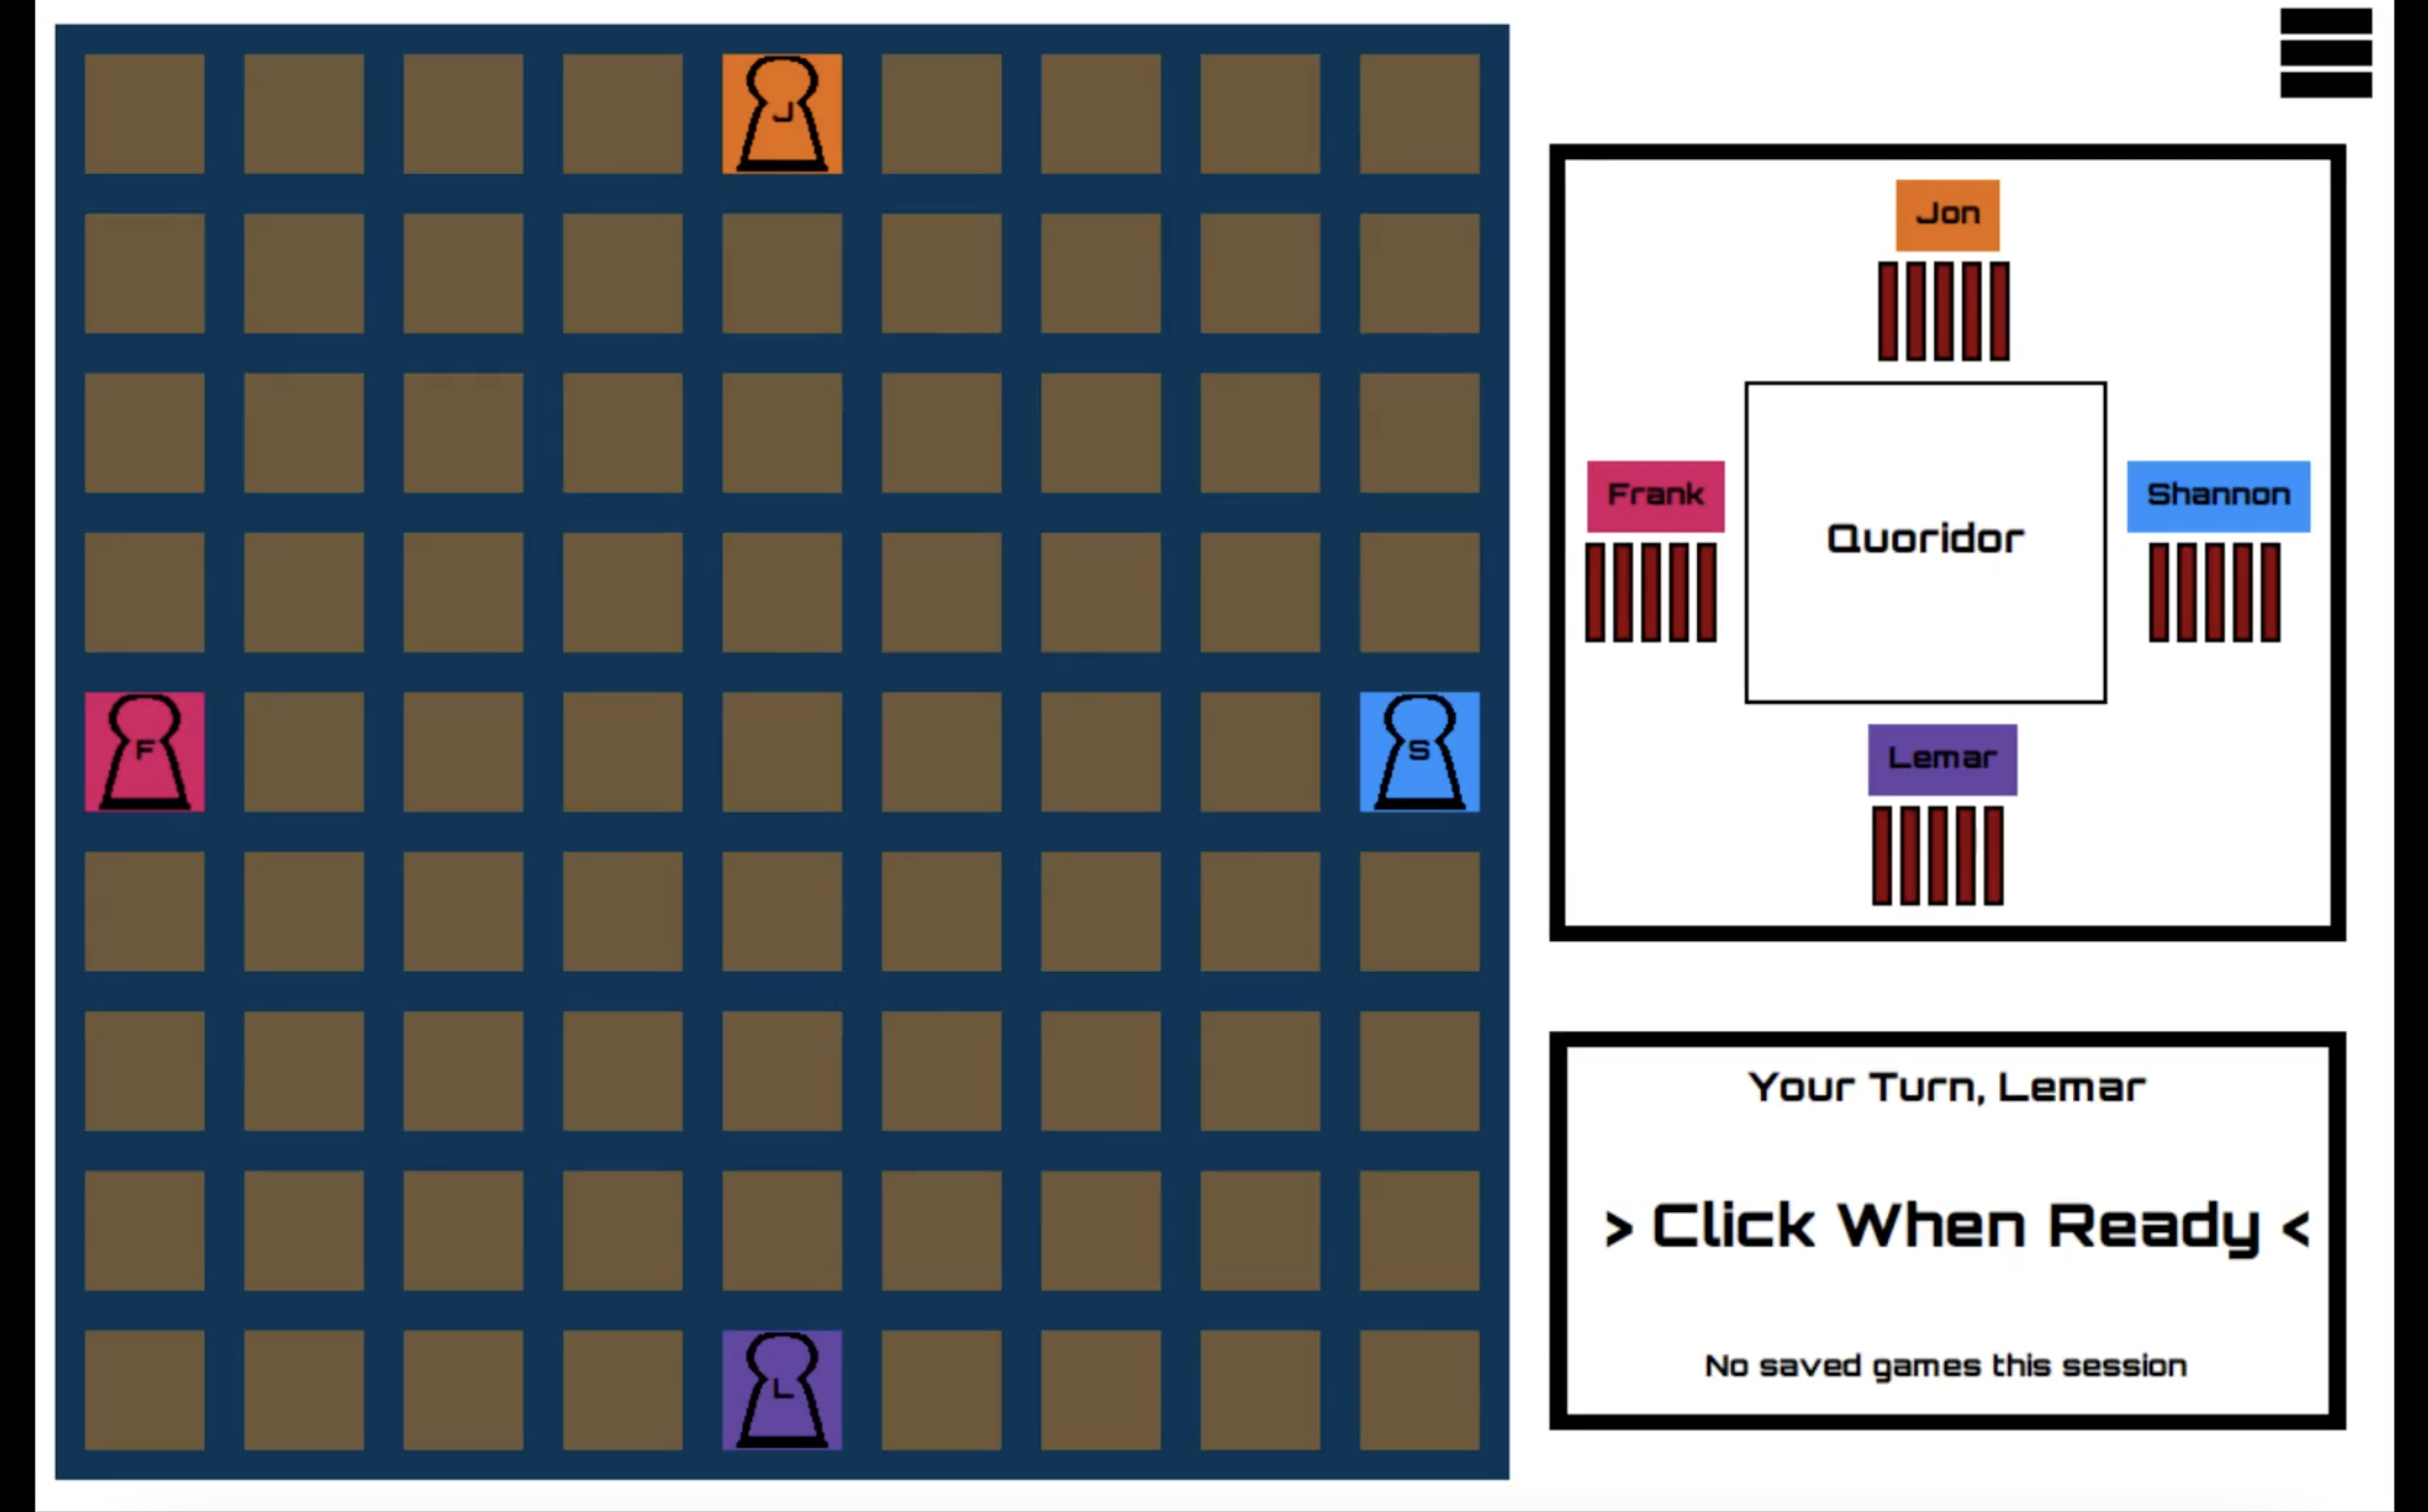 J
F
S
L
Jon
Frank
Shannon
Quoridor
Lemar
Your Turn, Lemar
> Click When Ready <
No saved games this session